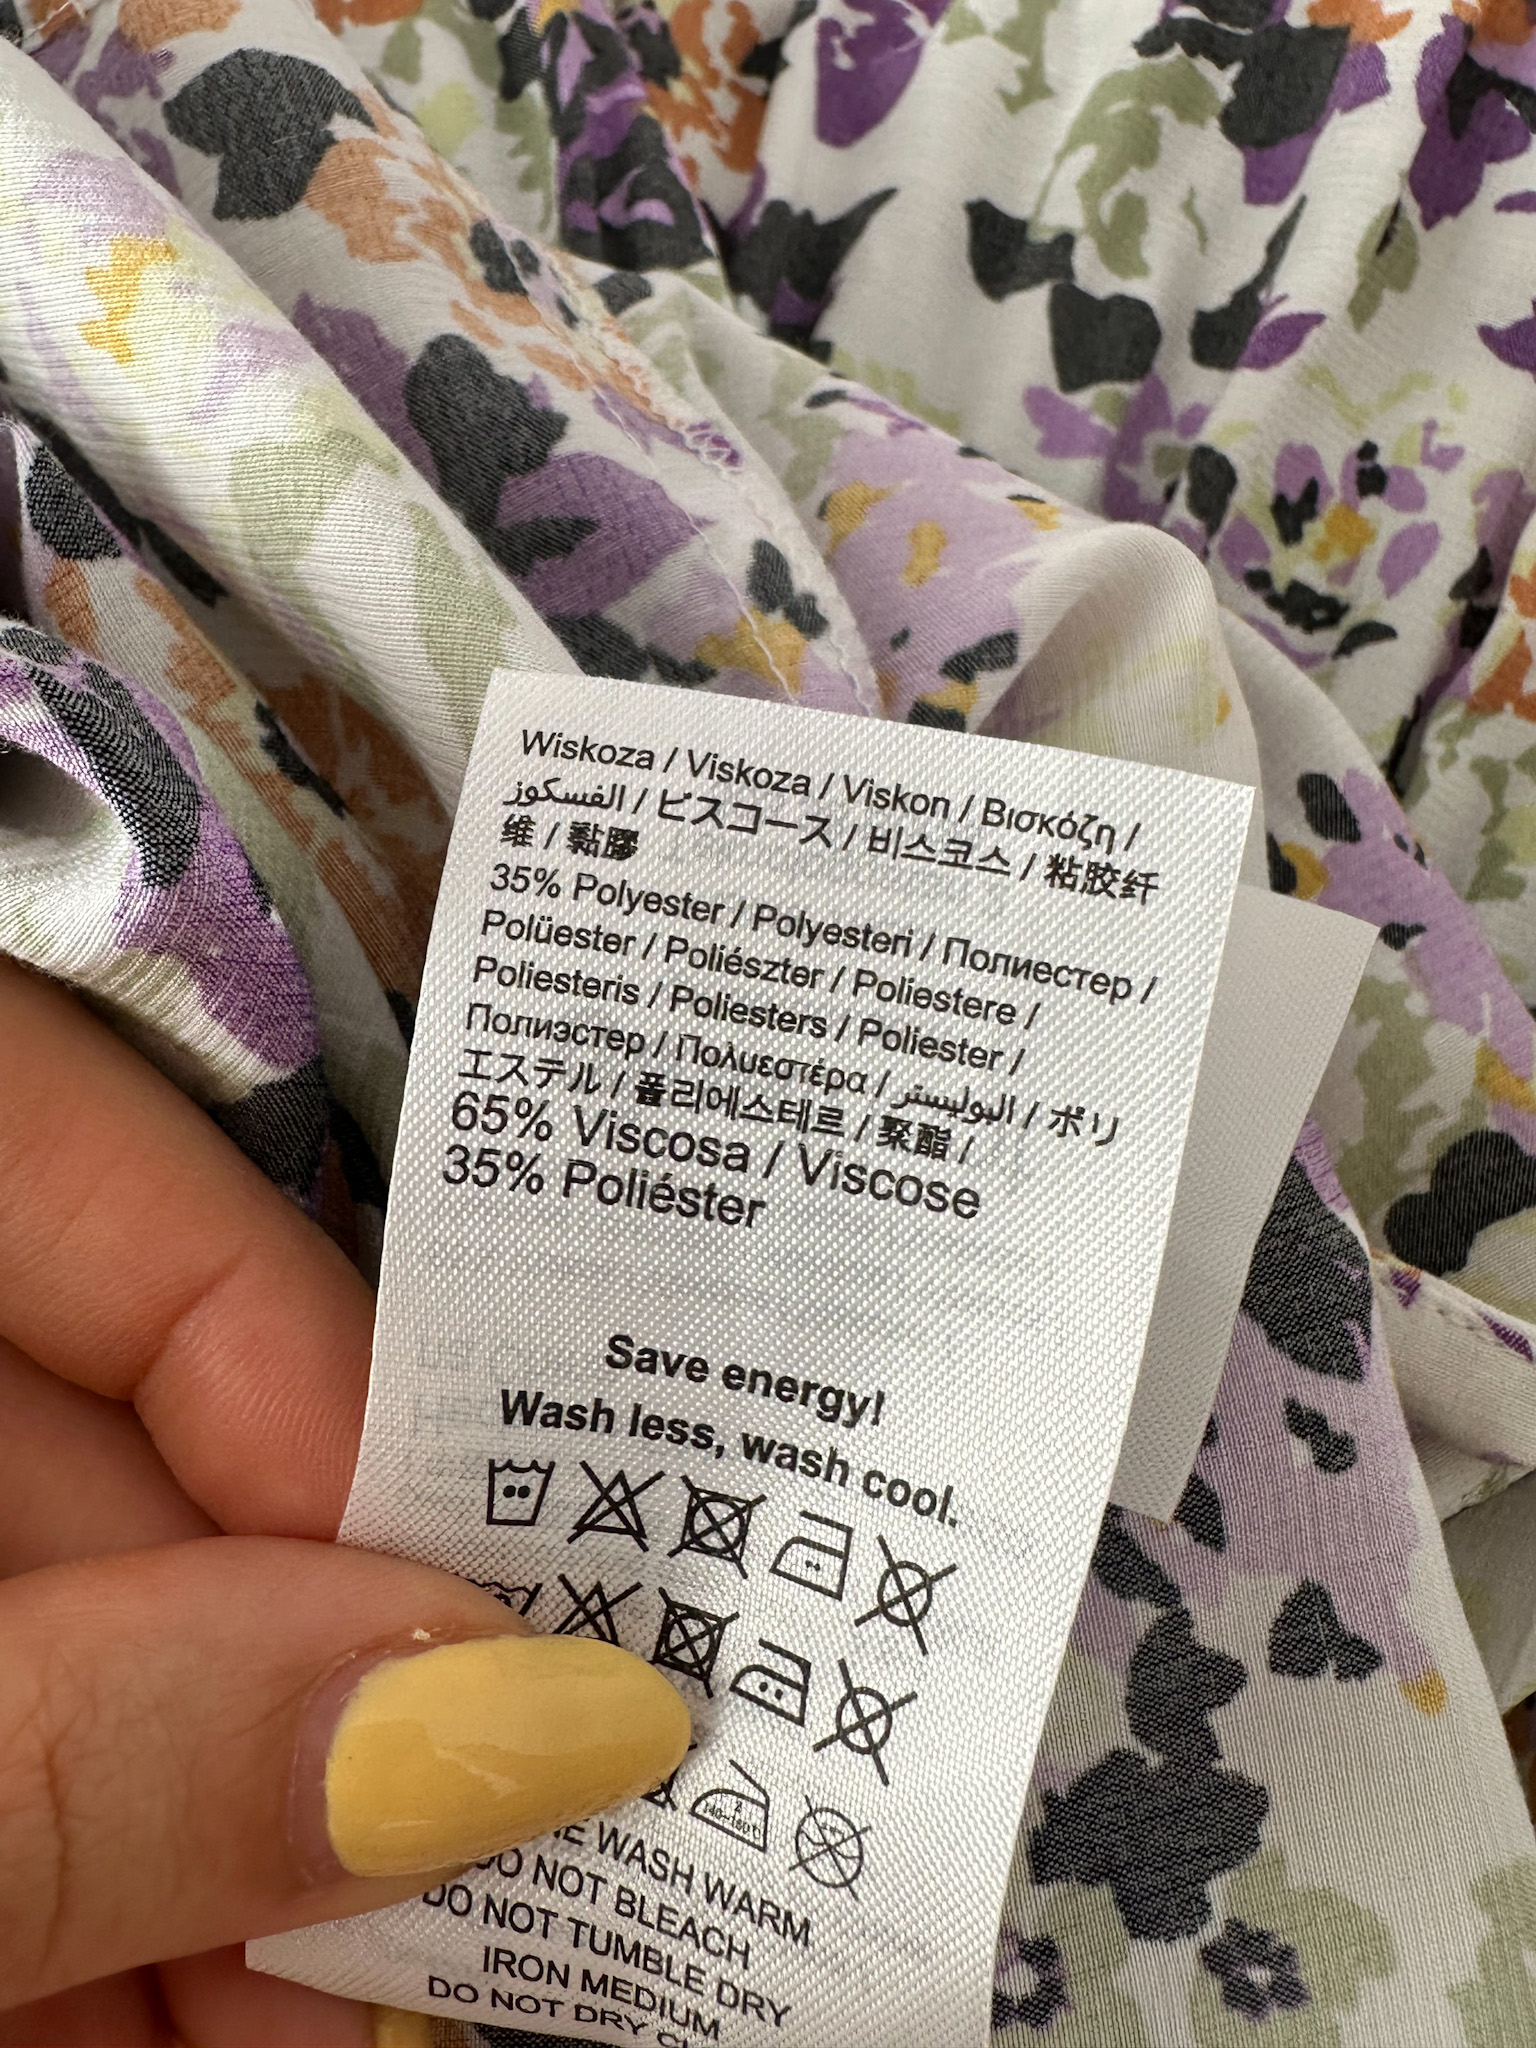 Wiskoza / Viskoza / Viskon / Βισκόζη /
الفسكوز / ビスコース / 비스코스 / 粘胶纤
维 / 黏膠
35% Polyester / Polyesteri / Полиестер /
Polüester / Poliészter / Poliestere /
Poliesteris / Poliesters / Poliester /
Полиэстер / Πολυεστέρα / البوليستر / ポリ
エステル / 폴리에스테르 / 聚酯 /
65% Viscosa / Viscose
35% Poliéster
Save energy!
Wash less, wash cool.
WASH WARM
DO NOT BLEACH
DO NOT TUMBLE DRY
IRON MEDIUM
DO NOT DRY